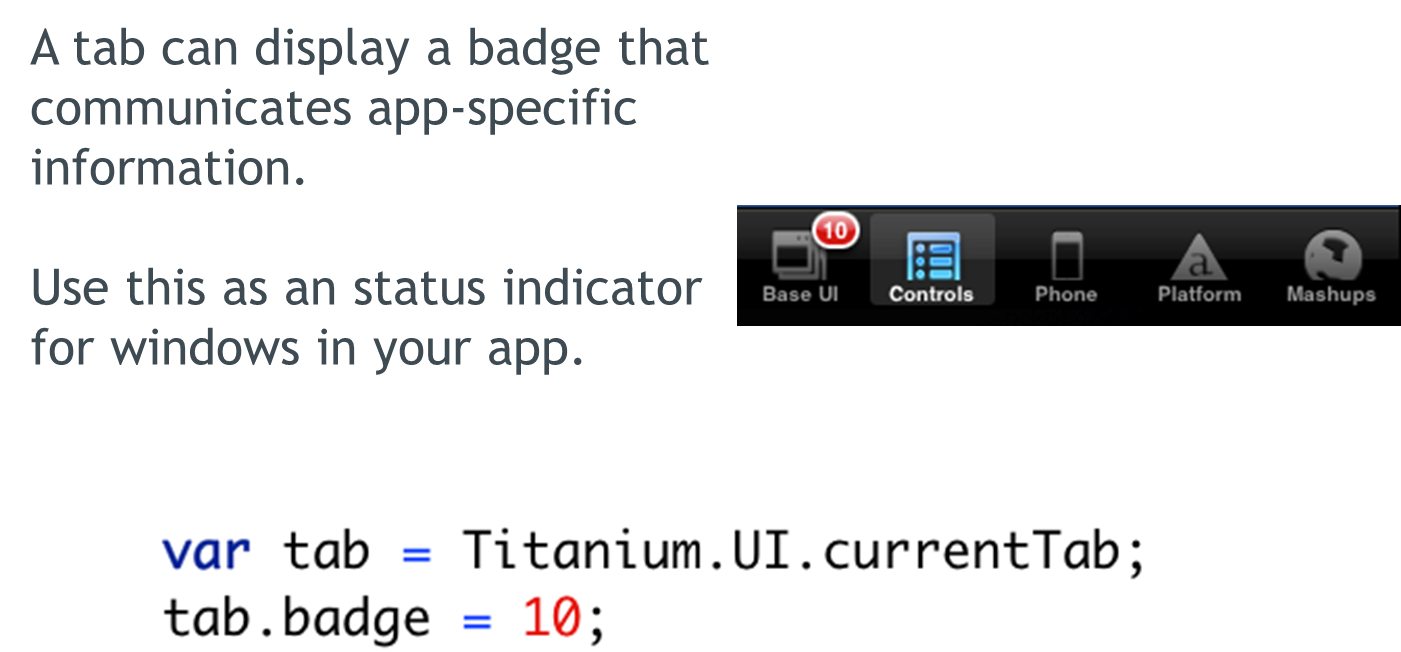 A tab can display a badge that
communicates app-specific
information.
Use this as an status indicator
for windows in your app.
10
Base UI
Controls
Phone
a
Platform
Mashups
var tab = Titanium.UI.currentTab;
tab.badge = 10;